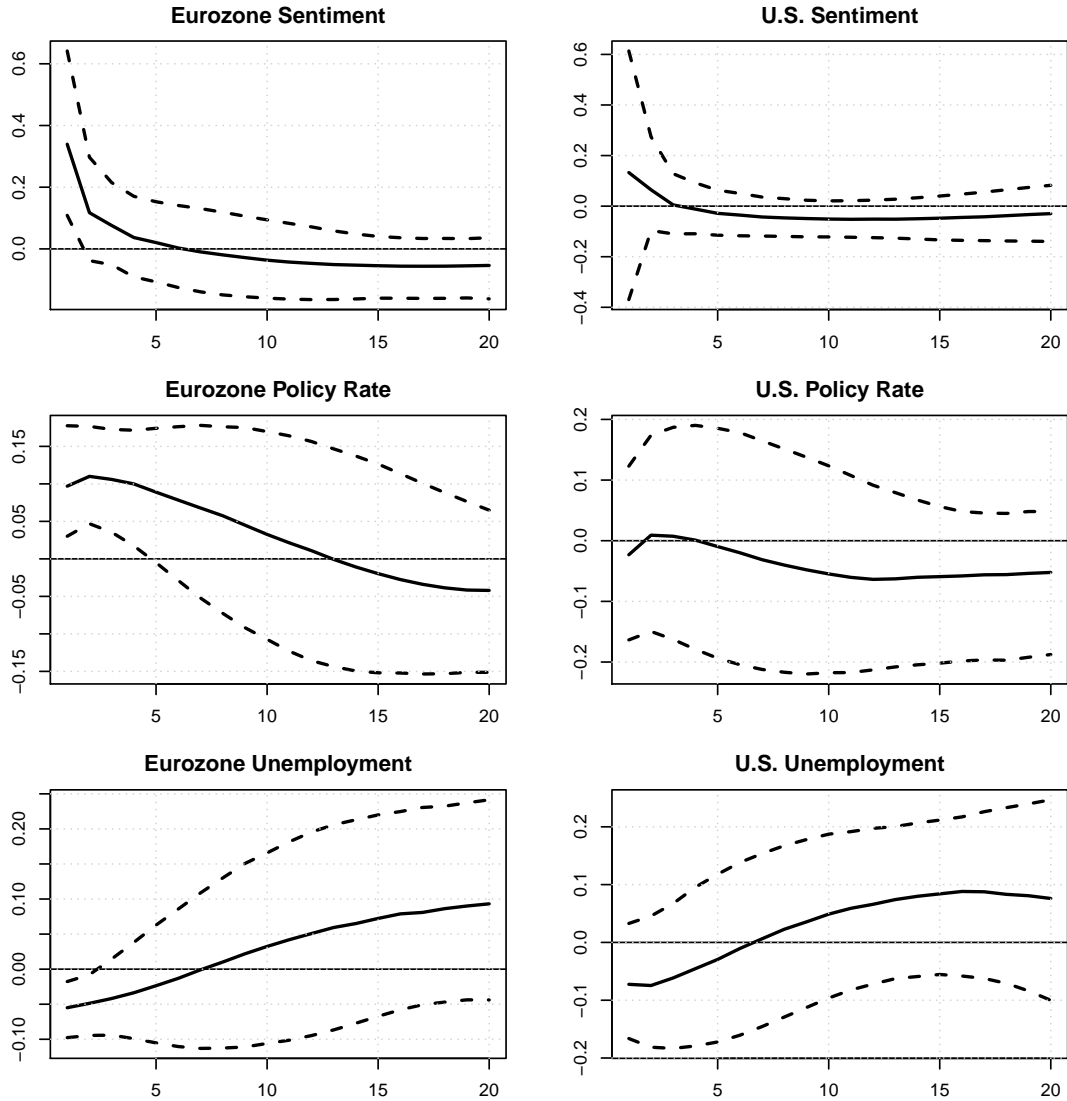 Eurozone Sentiment
0.6
0.4
0.2
0.0
5 10 15 20
U.S. Sentiment
0.6
0.4
0.2
0.0
−0.2
−0.4
5 10 15 20
Eurozone Policy Rate
0.15
0.05
−0.05
−0.15
5 10 15 20
U.S. Policy Rate
0.2
0.1
0.0
−0.1
−0.2
5 10 15 20
Eurozone Unemployment
0.20
0.10
0.00
−0.10
5 10 15 20
U.S. Unemployment
0.2
0.1
0.0
−0.1
−0.2
5 10 15 20